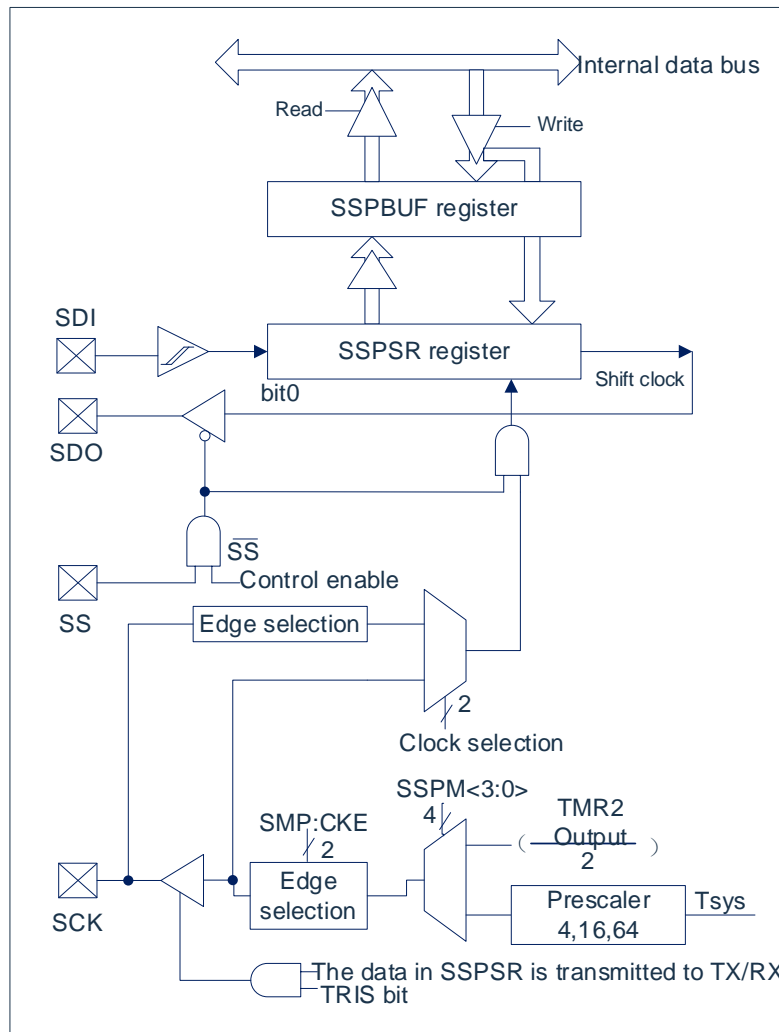 Internal data bus
Read
Write
SSPBUF register
SDI
SSPSR register
bit0
Shift clock
SDO
SS
Control enable
SS
Edge selection
2
Clock selection
SSPM<3:0>
4
SMP:CKE
2
TMR2
( Output )
2
Edge
selection
SCK
Prescaler
4,16,64
Tsys
The data in SSPSR is transmitted to TX/RX
TRIS bit